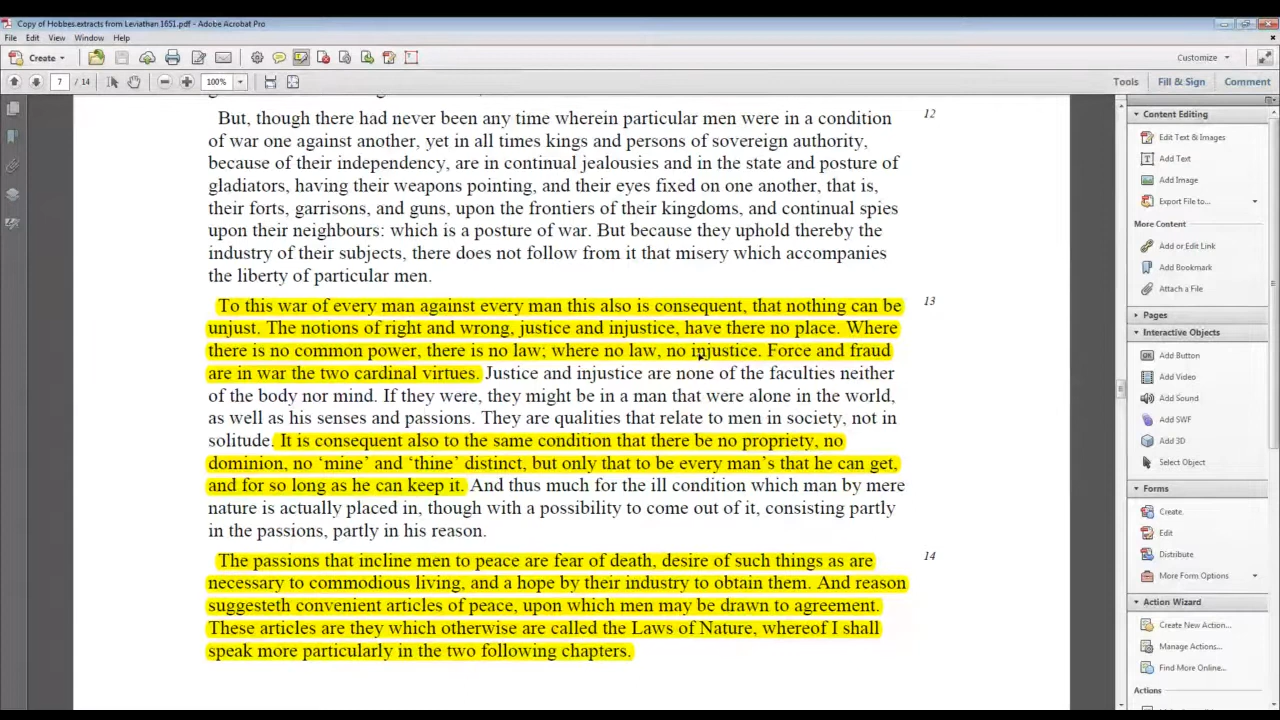 Copy of Hobbes.extracts from Leviathan 1651.pdf - Adobe Acrobat Pro
File Edit View Window Help
Create
Customize
7 / 14
100%
Tools Fill & Sign Comment
But, though there had never been any time wherein particular men were in a condition 12
of war one against another, yet in all times kings and persons of sovereign authority,
because of their independency, are in continual jealousies and in the state and posture of
gladiators, having their weapons pointing, and their eyes fixed on one another, that is,
their forts, garrisons, and guns, upon the frontiers of their kingdoms, and continual spies
upon their neighbours: which is a posture of war. But because they uphold thereby the
industry of their subjects, there does not follow from it that misery which accompanies
the liberty of particular men.
To this war of every man against every man this also is consequent, that nothing can be 13
unjust. The notions of right and wrong, justice and injustice, have there no place. Where
there is no common power, there is no law; where no law, no injustice. Force and fraud
are in war the two cardinal virtues. Justice and injustice are none of the faculties neither
of the body nor mind. If they were, they might be in a man that were alone in the world,
as well as his senses and passions. They are qualities that relate to men in society, not in
solitude. It is consequent also to the same condition that there be no propriety, no
dominion, no ‘mine’ and ‘thine’ distinct, but only that to be every man’s that he can get,
and for so long as he can keep it. And thus much for the ill condition which man by mere
nature is actually placed in, though with a possibility to come out of it, consisting partly
in the passions, partly in his reason.
The passions that incline men to peace are fear of death, desire of such things as are 14
necessary to commodious living, and a hope by their industry to obtain them. And reason
suggesteth convenient articles of peace, upon which men may be drawn to agreement.
These articles are they which otherwise are called the Laws of Nature, whereof I shall
speak more particularly in the two following chapters.
Content Editing
Edit Text & Images
Add Text
Add Image
Export File to...
More Content
Add or Edit Link
Add Bookmark
Attach a File
Pages
Interactive Objects
Add Button
Add Video
Add Sound
Add SWF
Add 3D
Select Object
Forms
Create
Edit
Distribute
More Form Options
Action Wizard
Create New Action...
Manage Actions...
Find More Online...
Actions